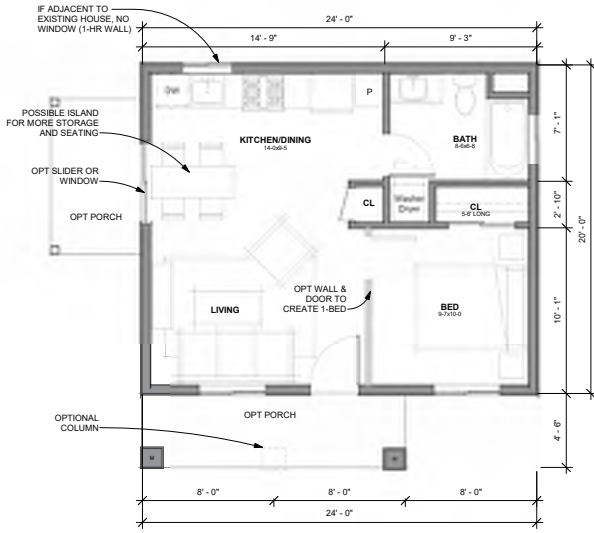 IF ADJACENT TO
EXISTING HOUSE, NO
WINDOW (1-HR WALL)
24' - 0"
14' - 9"
9' - 3"
DW
P
POSSIBLE ISLAND
FOR MORE STORAGE
AND SEATING
KITCHEN/DINING
14-0x9-5
BATH
8-6x6-8
7' - 1"
OPT SLIDER OR
WINDOW
OPT PORCH
CL
Washer
Dryer
CL
5-6' LONG
2' - 10"
20' - 0"
LIVING
OPT WALL &
DOOR TO
CREATE 1-BED
BED
9-7x10-0
10' - 1"
OPTIONAL
COLUMN
OPT PORCH
4' - 6"
8' - 0"
8' - 0"
8' - 0"
24' - 0"